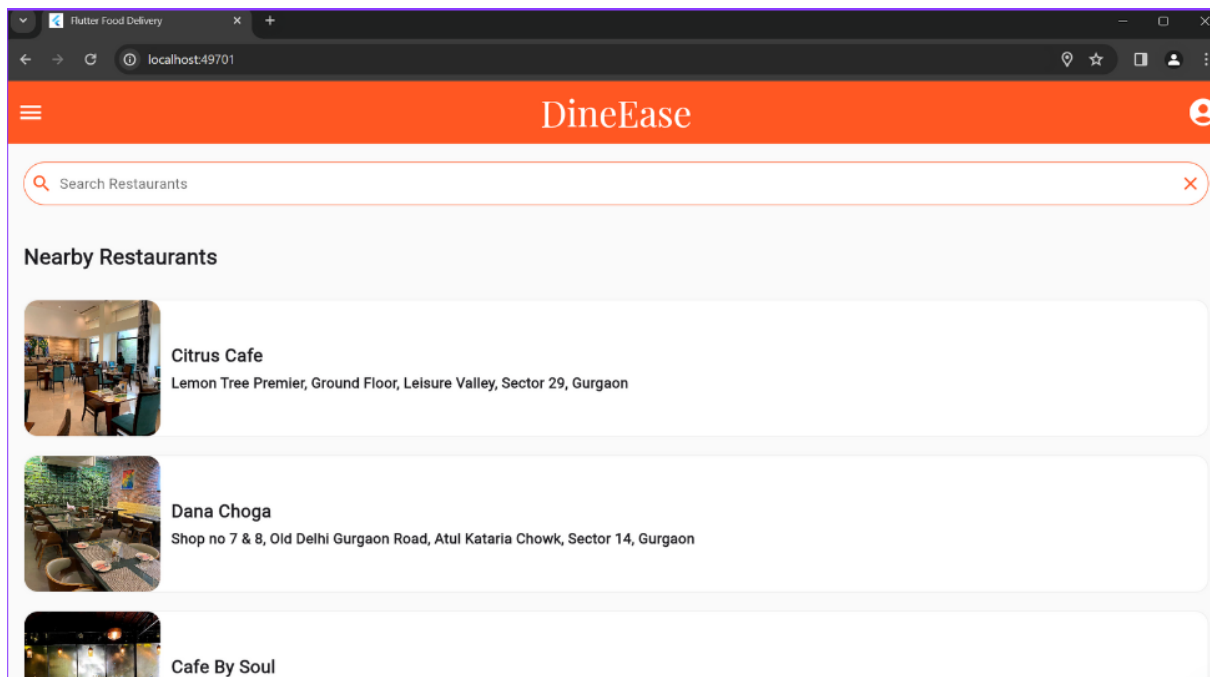 Flutter Food Delivery
localhost:49701
DineEase
Search Restaurants
Nearby Restaurants
Citrus Cafe
Lemon Tree Premier, Ground Floor, Leisure Valley, Sector 29, Gurgaon
Dana Choga
Shop no 7 & 8, Old Delhi Gurgaon Road, Atul Kataria Chowk, Sector 14, Gurgaon
Cafe By Soul